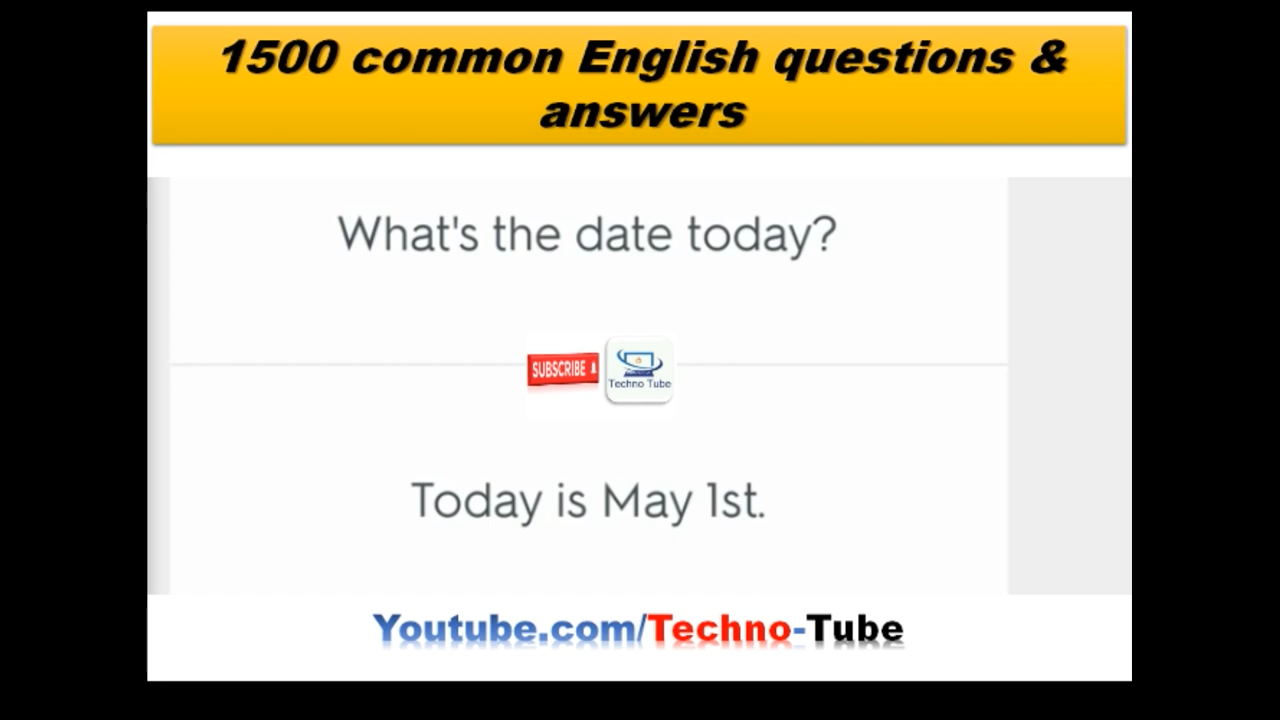 1500 common English questions &
answers
What's the date today?
SUBSCRIBE
Techno Tube
Today is May 1st.
Youtube.com/Techno-Tube